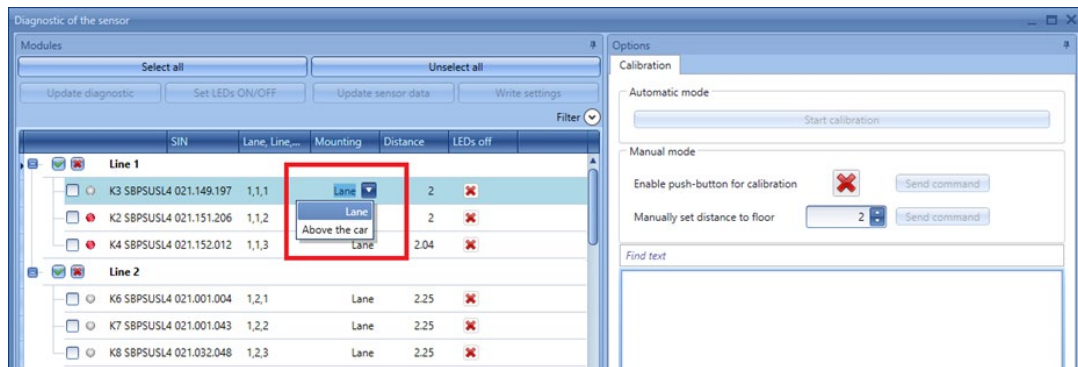 Diagnostic of the sensor
Modules
Select all Unselect all
Update diagnostic Set LEDs ON/OFF Update sensor data Write settings
Filter
SIN Lane, Line,... Mounting Distance LEDs off
Line 1
K3 SBPSUSL4 021.149.197 1,1,1 Lane 2
K2 SBPSUSL4 021.151.206 1,1,2 Lane 2
Above the car
K4 SBPSUSL4 021.152.012 1,1,3 Lane 2.04
Line 2
K6 SBPSUSL4 021.001.004 1,2,1 Lane 2.25
K7 SBPSUSL4 021.001.043 1,2,2 Lane 2.25
K8 SBPSUSL4 021.032.048 1,2,3 Lane 2.25
Options
Calibration
Automatic mode
Start calibration
Manual mode
Enable push-button for calibration Send command
Manually set distance to floor 2 Send command
Find text